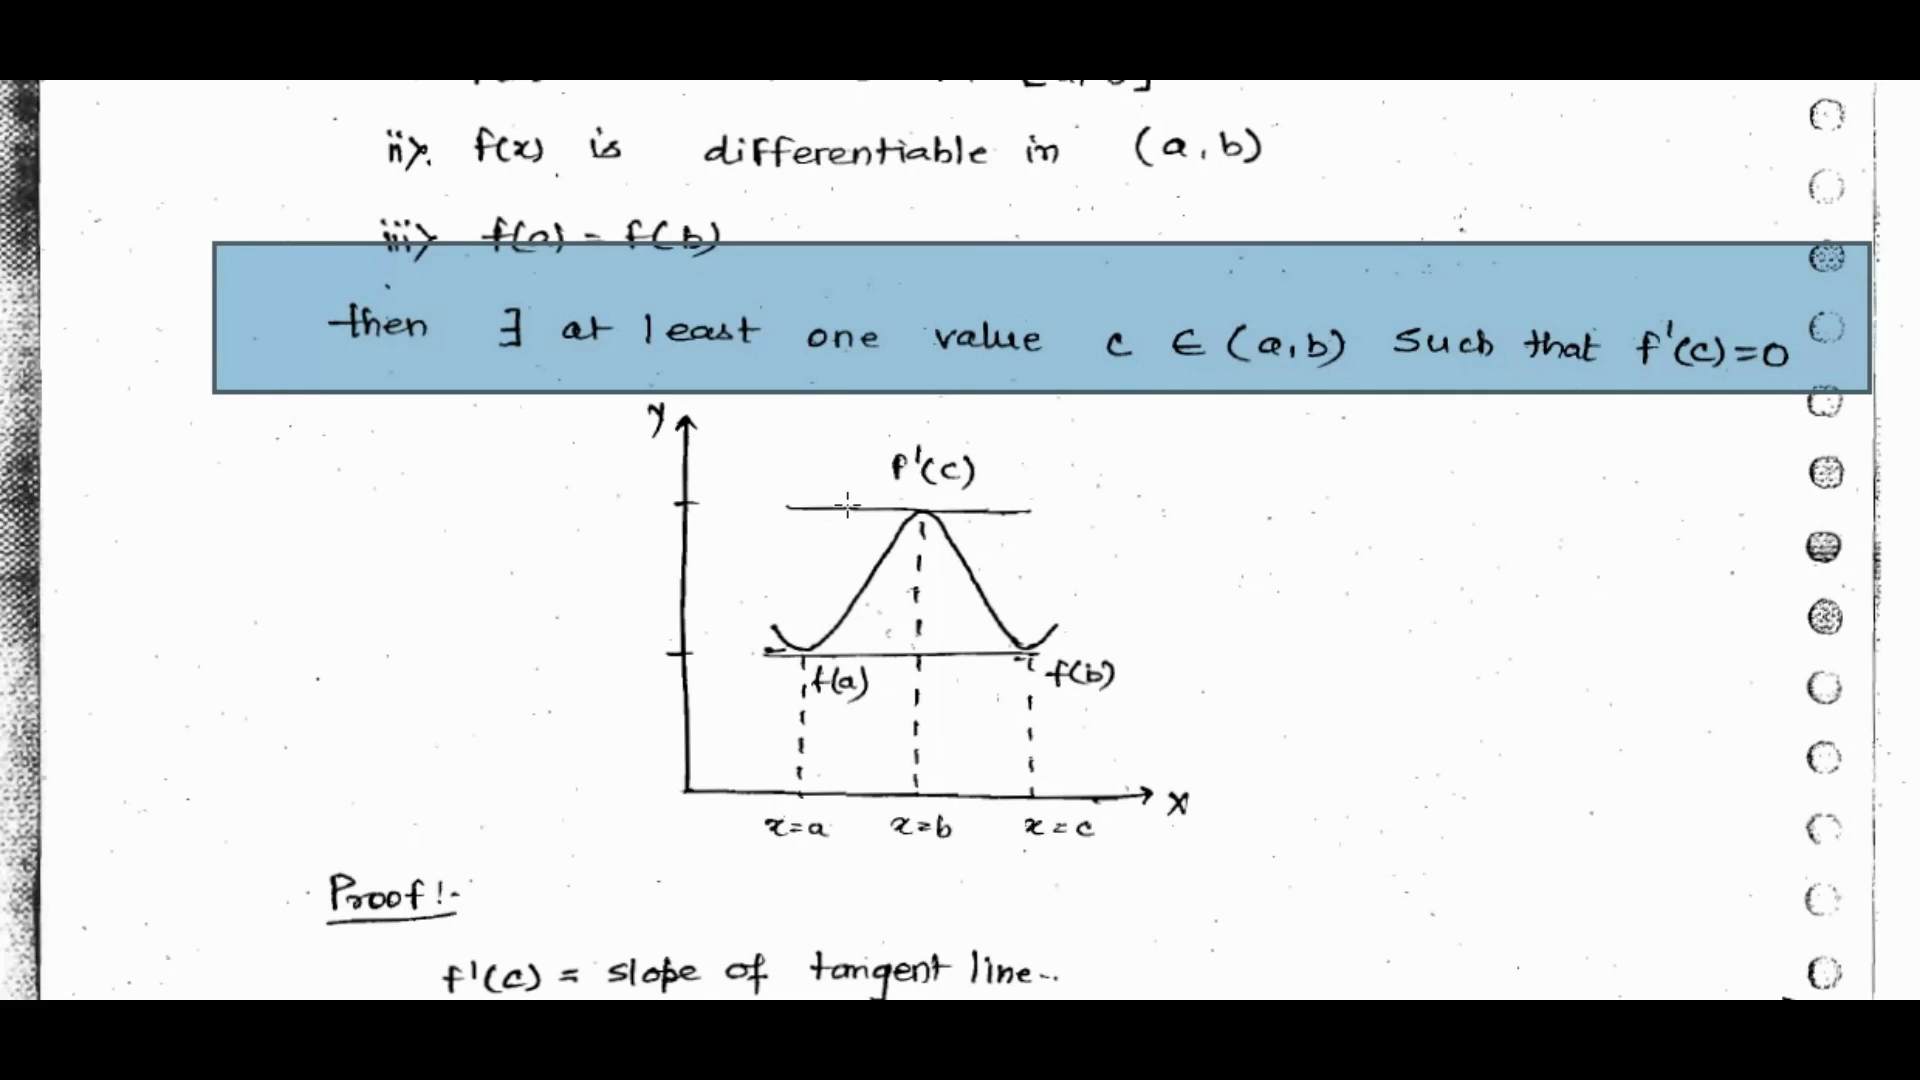 ii). f(x) is differentiable in (a, b)
iii) f(a) = f(b)
then ∃ at least one value c ∈ (a,b) such that f'(c)=0
y
f'(c)
f(a)
f(b)
x
x=a x=b x=c
Proof:-
f'(c) = slope of tangent line..